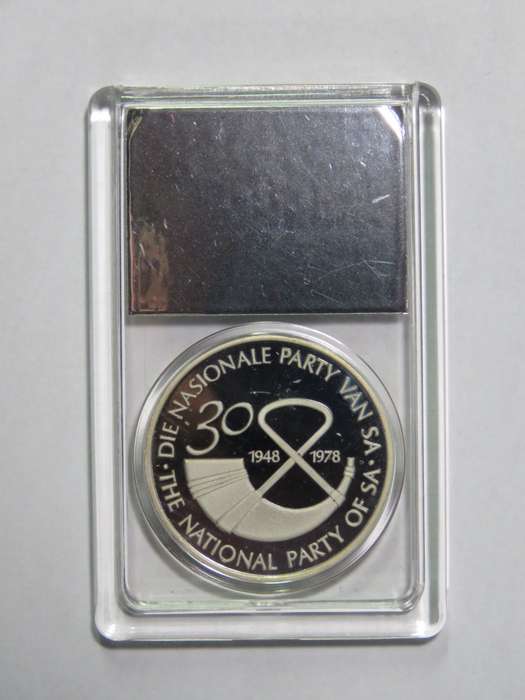 · DIE NASIONALE PARTY VAN SA ·
30
1948 1978
THE NATIONAL PARTY OF SA